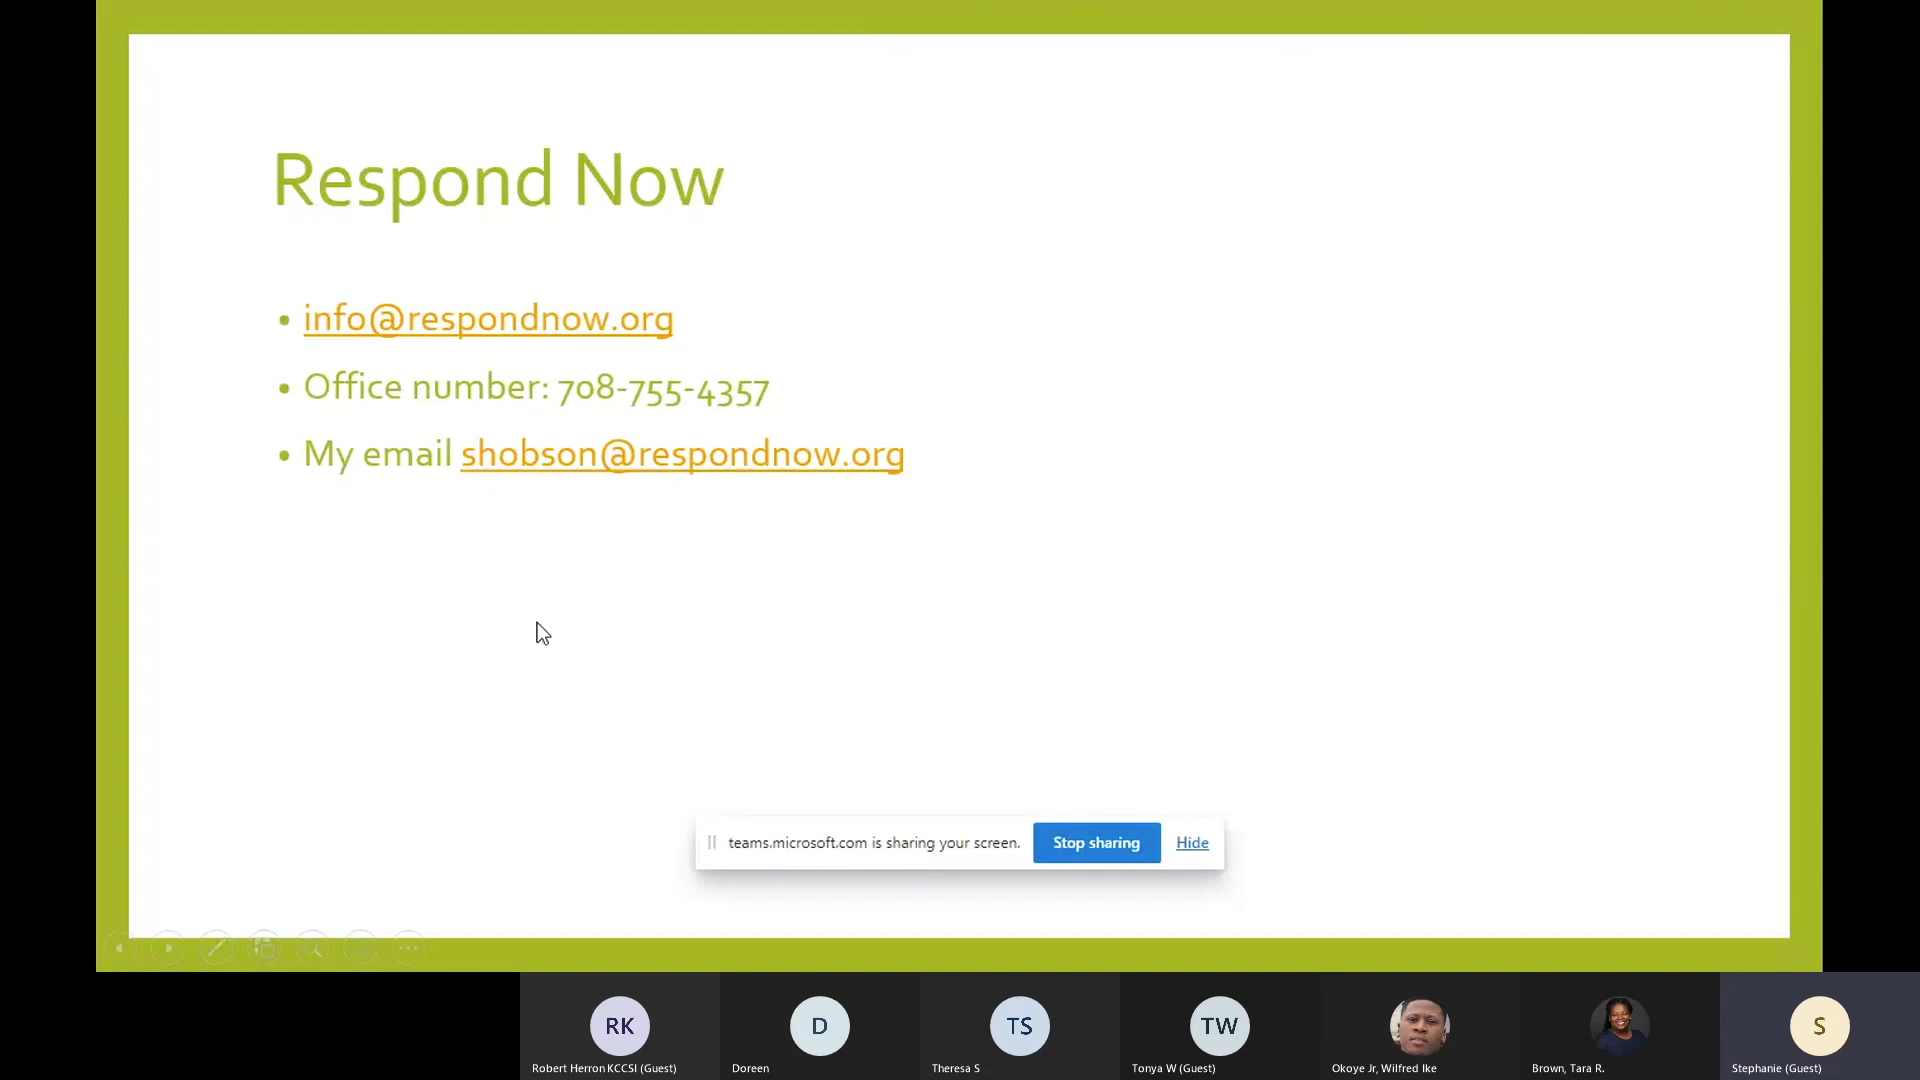 Respond Now
• info@respondnow.org
• Office number: 708-755-4357
• My email shobson@respondnow.org
teams.microsoft.com is sharing your screen. Stop sharing Hide
RK D TS TW S
Robert Herron KCCSI (Guest) Doreen Theresa S Tonya W (Guest) Okoye Jr, Wilfred Ike Brown, Tara R. Stephanie (Guest)